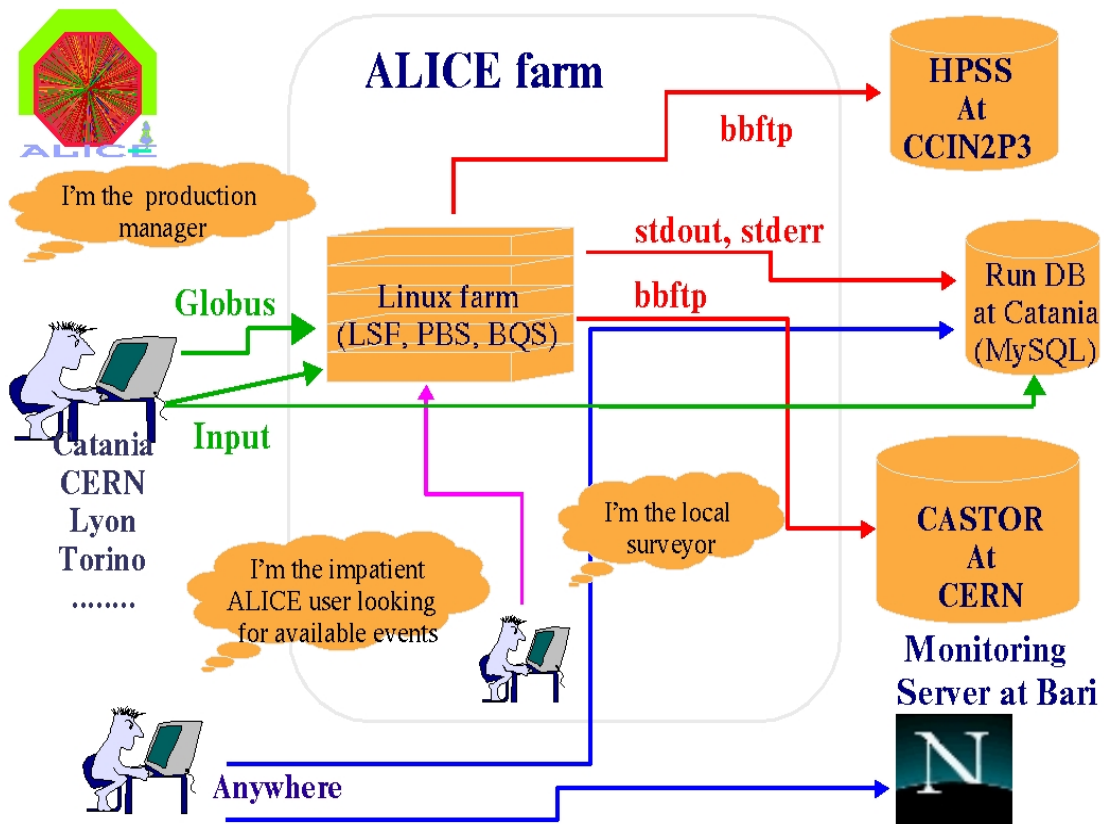 ALICE farm
ALICE
HPSS
At
CCIN2P3
bbftp
I'm the production
manager
stdout, stderr
Run DB
at Catania
(MySQL)
Globus
Linux farm
(LSF, PBS, BQS)
bbftp
Input
Catania
CERN
Lyon
Torino
........
I'm the local
surveyor
CASTOR
At
CERN
I'm the impatient
ALICE user looking
for available events
Monitoring
Server at Bari
Anywhere
N